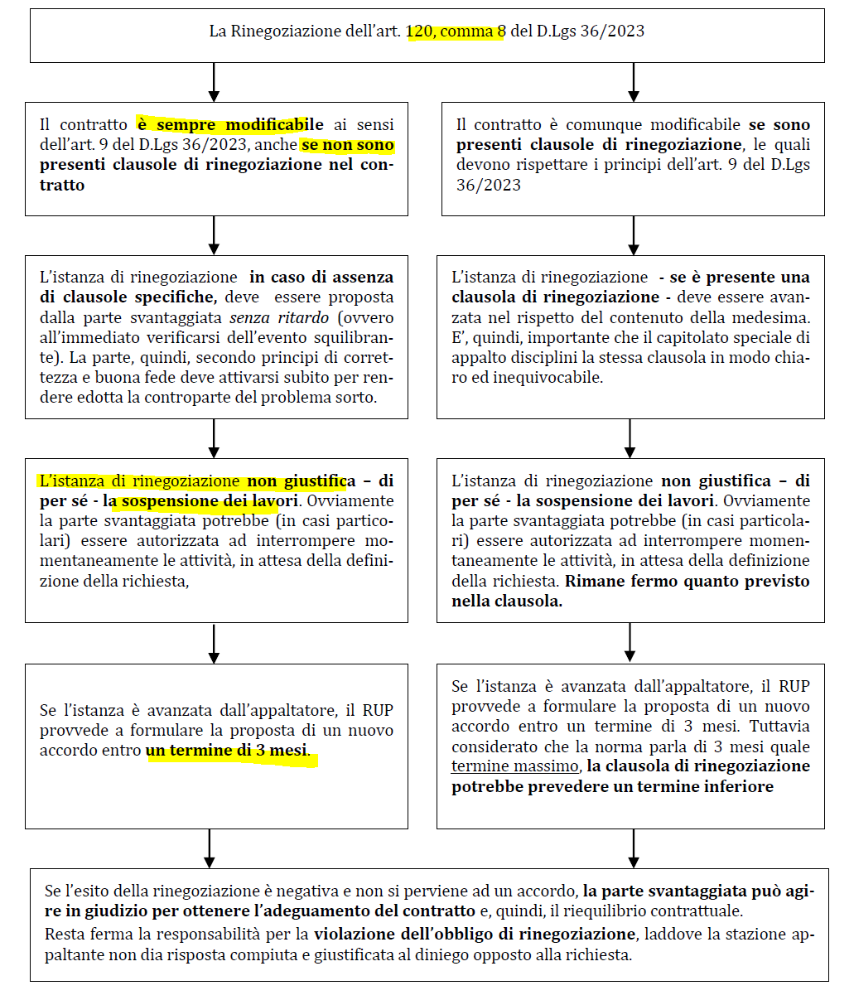 La Rinegoziazione dell’art. 120, comma 8 del D.Lgs 36/2023
Il contratto è sempre modificabile ai sensi
dell’art. 9 del D.Lgs 36/2023, anche se non sono
presenti clausole di rinegoziazione nel con-
tratto
Il contratto è comunque modificabile se sono
presenti clausole di rinegoziazione, le quali
devono rispettare i principi dell’art. 9 del D.Lgs
36/2023
L’istanza di rinegoziazione in caso di assenza
di clausole specifiche, deve essere proposta
dalla parte svantaggiata senza ritardo (ovvero
all’immediato verificarsi dell’evento squilibran-
te). La parte, quindi, secondo principi di corret-
tezza e buona fede deve attivarsi subito per ren-
dere edotta la controparte del problema sorto.
L’istanza di rinegoziazione - se è presente una
clausola di rinegoziazione - deve essere avan-
zata nel rispetto del contenuto della medesima.
E’, quindi, importante che il capitolato speciale di
appalto disciplini la stessa clausola in modo chia-
ro ed inequivocabile.
L’istanza di rinegoziazione non giustifica – di
per sé - la sospensione dei lavori. Ovviamente
la parte svantaggiata potrebbe (in casi partico-
lari) essere autorizzata ad interrompere mo-
mentaneamente le attività, in attesa della defini-
zione della richiesta,
L’istanza di rinegoziazione non giustifica – di
per sé - la sospensione dei lavori. Ovviamente
la parte svantaggiata potrebbe (in casi particola-
ri) essere autorizzata ad interrompere momen-
taneamente le attività, in attesa della definizione
della richiesta. Rimane fermo quanto previsto
nella clausola.
Se l’istanza è avanzata dall’appaltatore, il RUP
provvede a formulare la proposta di un nuovo
accordo entro un termine di 3 mesi.
Se l’istanza è avanzata dall’appaltatore, il RUP
provvede a formulare la proposta di un nuovo
accordo entro un termine di 3 mesi. Tuttavia
considerato che la norma parla di 3 mesi quale
termine massimo, la clausola di rinegoziazione
potrebbe prevedere un termine inferiore
Se l’esito della rinegoziazione è negativa e non si perviene ad un accordo, la parte svantaggiata può agi-
re in giudizio per ottenere l’adeguamento del contratto e, quindi, il riequilibrio contrattuale.
Resta ferma la responsabilità per la violazione dell’obbligo di rinegoziazione, laddove la stazione ap-
paltante non dia risposta compiuta e giustificata al diniego opposto alla richiesta.